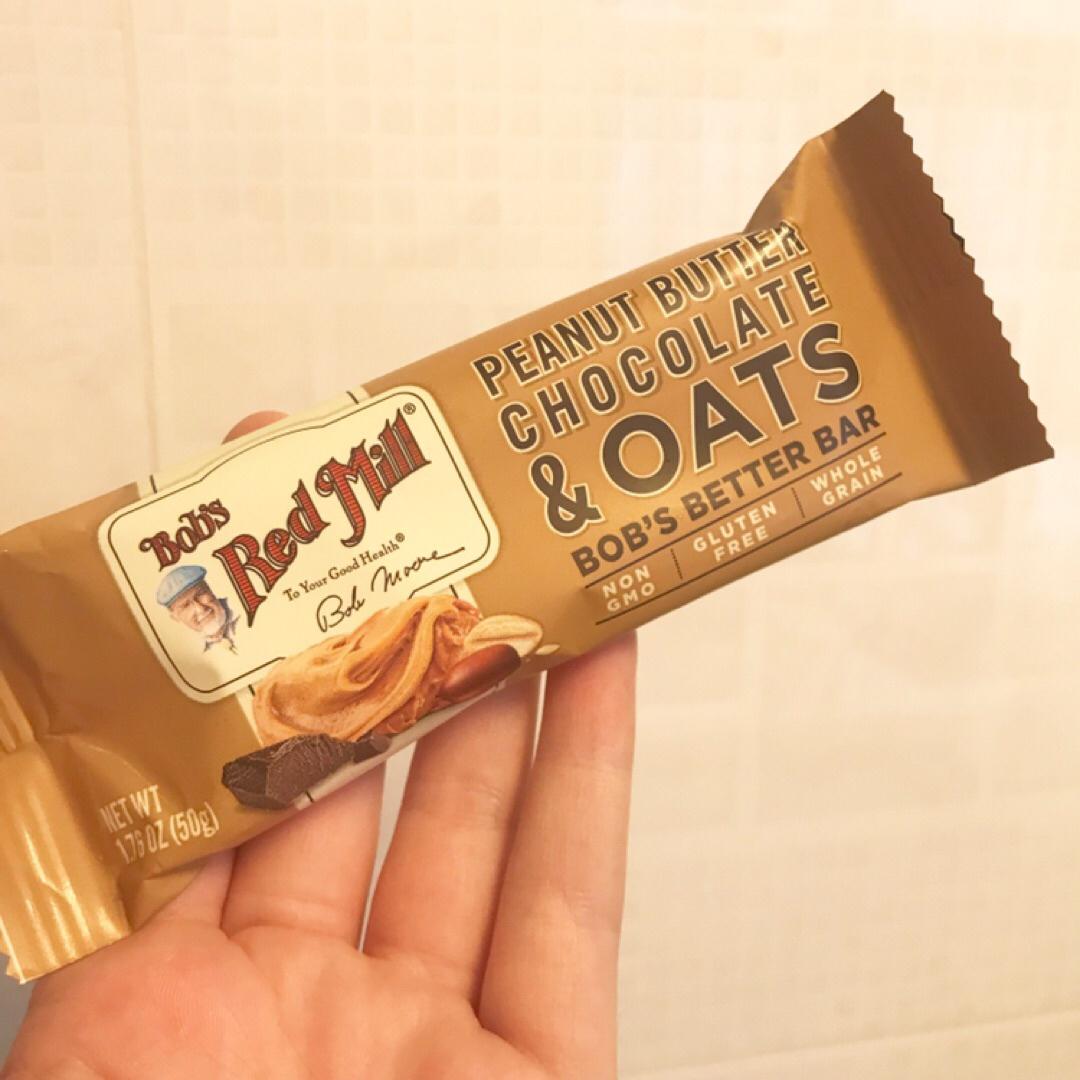 Bob's
Red Mill®
To Your Good Health®
Bob Moore
NET WT
1.76 OZ (50g)
PEANUT BUTTER
CHOCOLATE
& OATS
BOB'S BETTER BAR
NON
GMO
GLUTEN
FREE
WHOLE
GRAIN